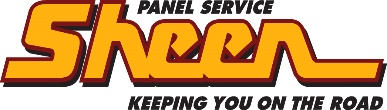 PANEL SERVICE
Sheen
KEEPING YOU ON THE ROAD